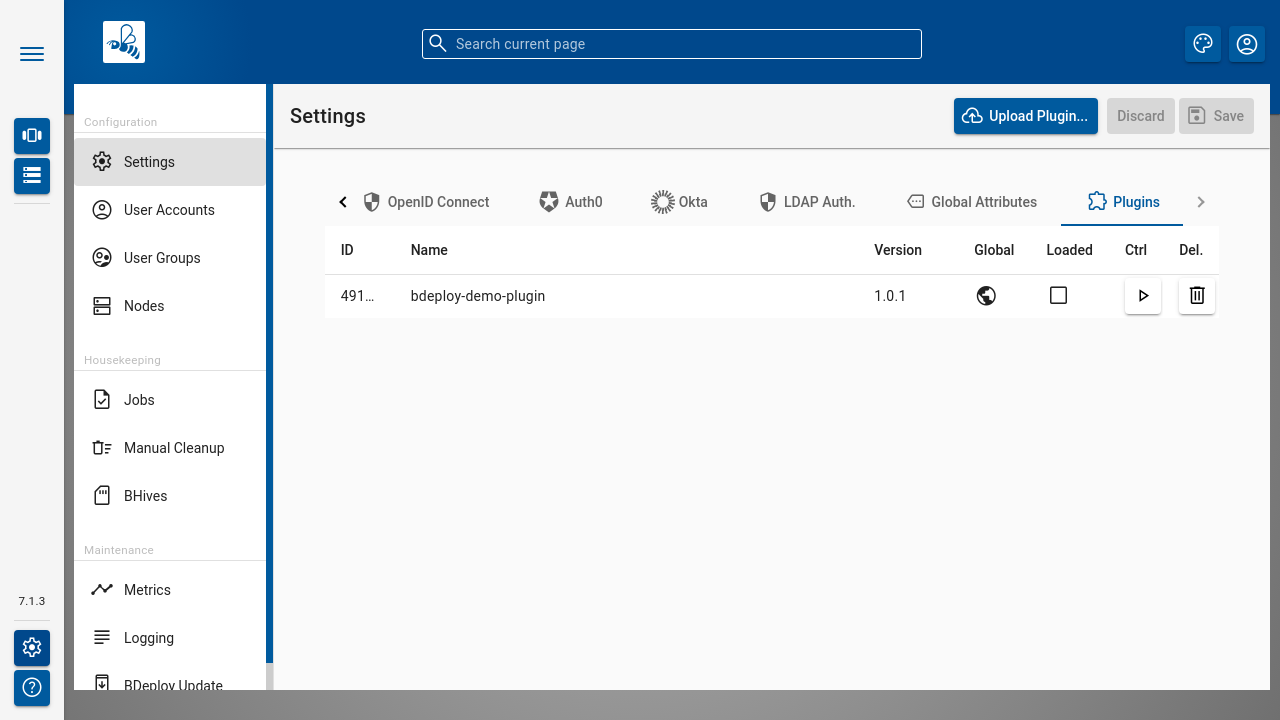 Search current page
Settings
Upload Plugin...
Discard
Save
Configuration
Settings
User Accounts
User Groups
Nodes
Housekeeping
Jobs
Manual Cleanup
BHives
Maintenance
Metrics
Logging
BDeploy Update
7.1.3
OpenID Connect
Auth0
Okta
LDAP Auth.
Global Attributes
Plugins
ID Name Version Global Loaded Ctrl Del.
491… bdeploy-demo-plugin 1.0.1